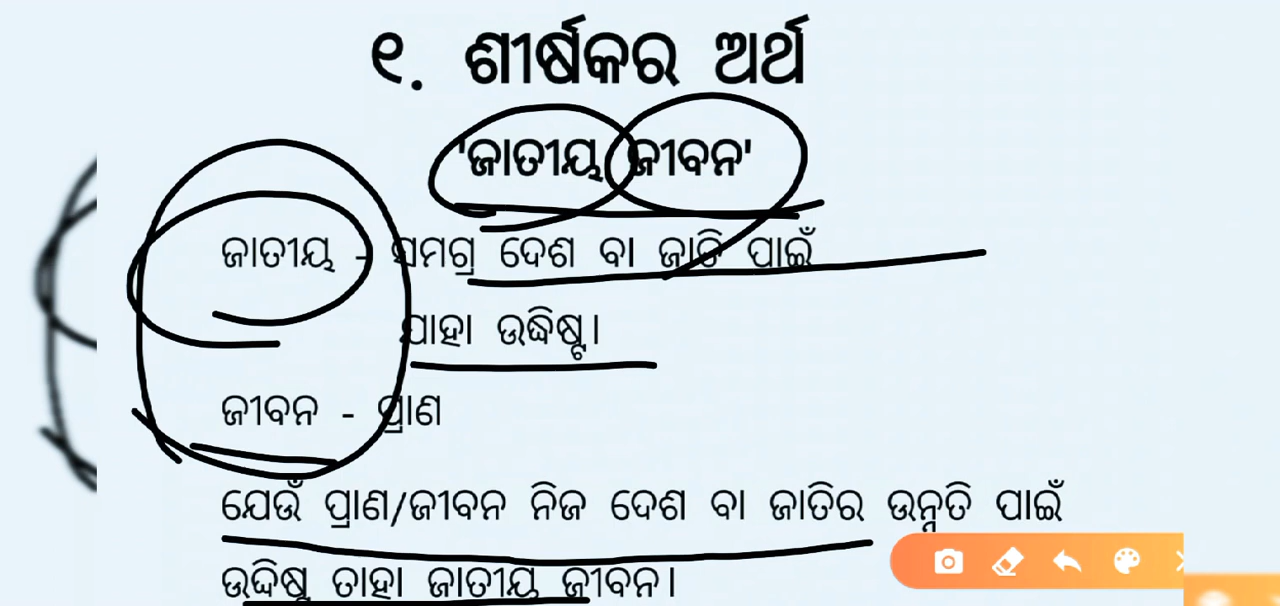 ୧. ଶୀର୍ଷକର ଅର୍ଥ
'ଜାତୀୟ ଜୀବନ'
ଜାତୀୟ - ସମଗ୍ର ଦେଶ ବା ଜାତି ପାଇଁ
ଯାହା ଉଦ୍ଧିଷ୍ଟ।
ଜୀବନ - ପ୍ରାଣ
ଯେଉଁ ପ୍ରାଣ/ଜୀବନ ନିଜ ଦେଶ ବା ଜାତିର ଉନ୍ନତି ପାଇଁ
ଉଦ୍ଦିଷ୍ଟ ତାହା ଜାତୀୟ ଜୀବନ।